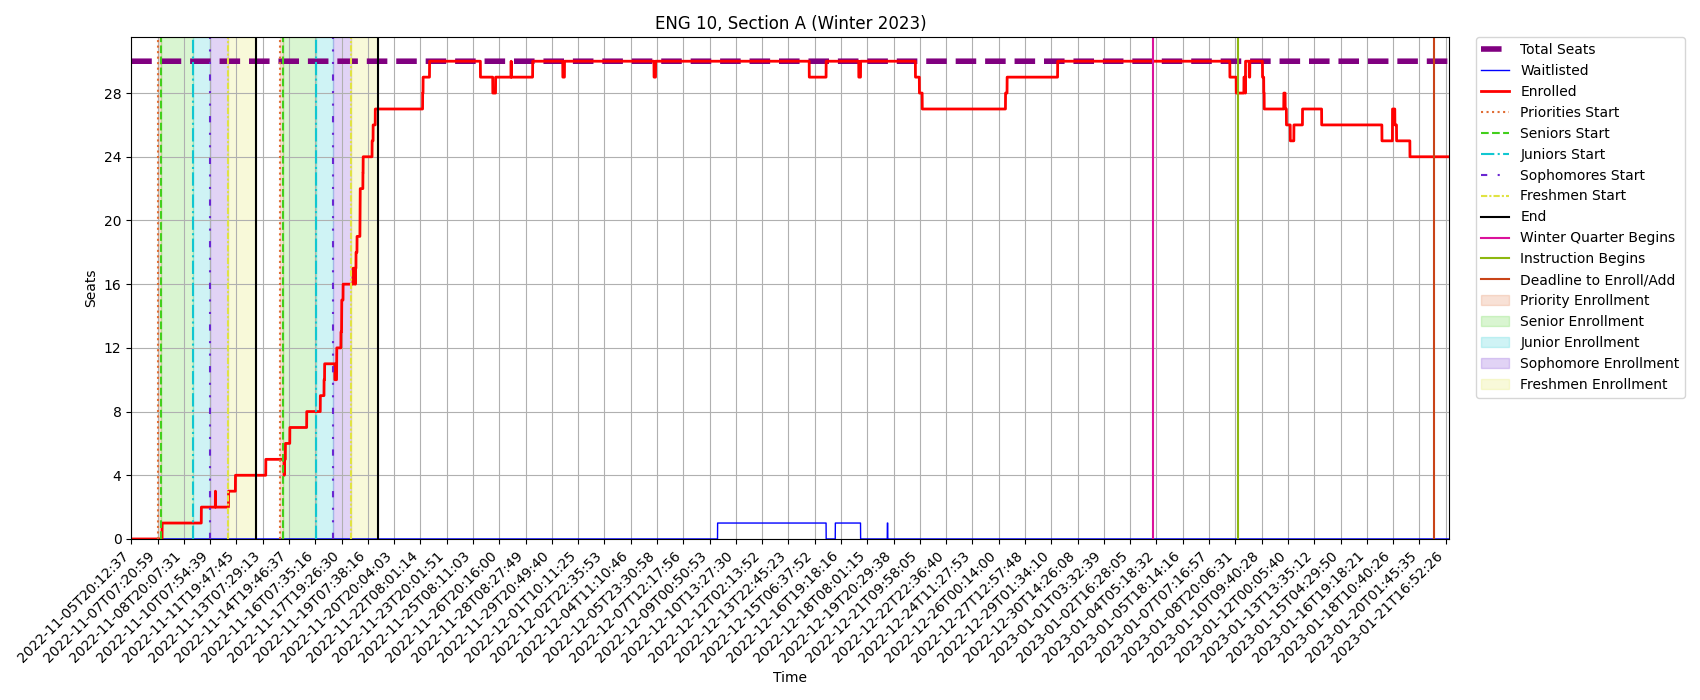 ENG 10, Section A (Winter 2023)
Seats
28
24
20
16
12
8
4
0
2022-11-05T20:12:37
2022-11-07T07:20:59
2022-11-08T20:07:31
2022-11-10T07:54:39
2022-11-11T19:47:45
2022-11-13T07:29:13
2022-11-14T19:46:37
2022-11-16T07:35:16
2022-11-17T19:26:30
2022-11-19T07:38:16
2022-11-20T20:04:03
2022-11-22T08:01:14
2022-11-23T20:01:51
2022-11-25T08:11:03
2022-11-26T20:16:00
2022-11-28T08:27:49
2022-11-29T20:49:40
2022-12-01T10:11:25
2022-12-02T22:35:53
2022-12-04T11:10:46
2022-12-05T23:30:58
2022-12-07T12:17:56
2022-12-09T00:50:53
2022-12-10T13:27:30
2022-12-12T02:13:52
2022-12-13T13:45:23
2022-12-15T06:37:52
2022-12-16T19:18:16
2022-12-18T08:01:15
2022-12-19T20:29:38
2022-12-21T09:58:05
2022-12-22T22:36:40
2022-12-24T11:27:53
2022-12-26T00:14:00
2022-12-27T12:57:48
2022-12-29T01:34:10
2022-12-30T14:26:08
2023-01-01T03:32:39
2023-01-02T16:28:05
2023-01-04T05:18:32
2023-01-05T18:14:16
2023-01-07T07:16:57
2023-01-08T20:06:31
2023-01-10T09:40:28
2023-01-12T00:05:40
2023-01-13T13:35:12
2023-01-15T04:29:50
2023-01-16T19:18:21
2023-01-18T10:40:26
2023-01-20T01:45:35
2023-01-21T16:52:26
Time
Total Seats
Waitlisted
Enrolled
Priorities Start
Seniors Start
Juniors Start
Sophomores Start
Freshmen Start
End
Winter Quarter Begins
Instruction Begins
Deadline to Enroll/Add
Priority Enrollment
Senior Enrollment
Junior Enrollment
Sophomore Enrollment
Freshmen Enrollment